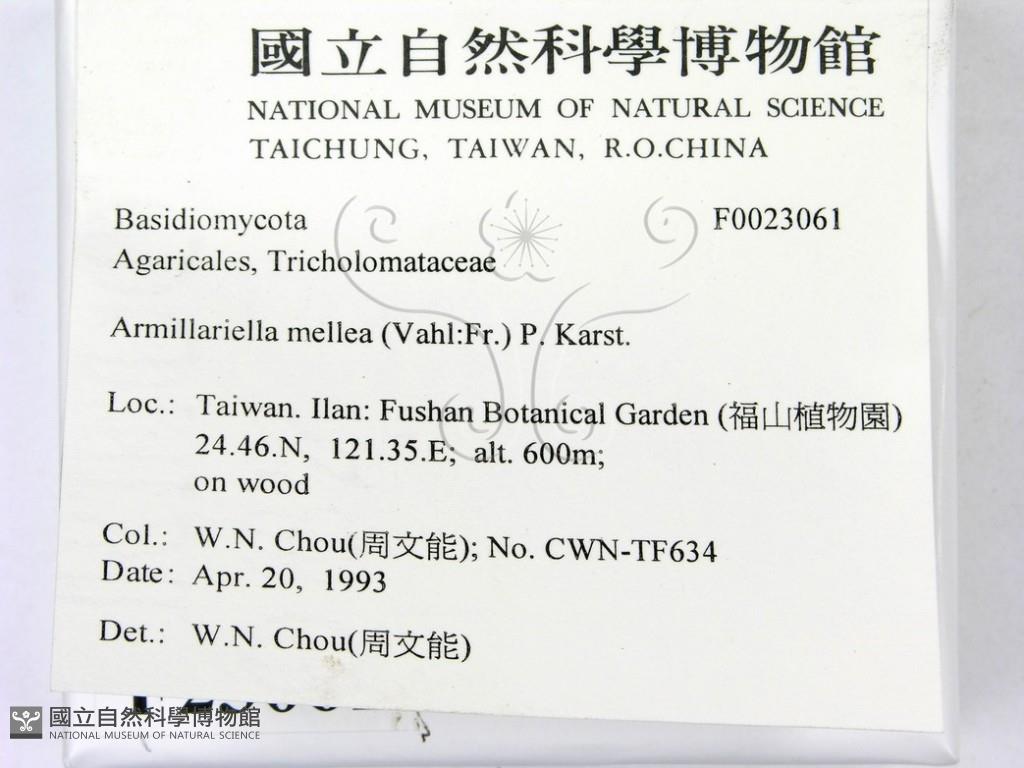 國立自然科學博物館
NATIONAL MUSEUM OF NATURAL SCIENCE
TAICHUNG, TAIWAN, R.O.CHINA
Basidiomycota F0023061
Agaricales, Tricholomataceae
Armillariella mellea (Vahl:Fr.) P. Karst.
Loc.: Taiwan. Ilan: Fushan Botanical Garden (福山植物園)
24.46.N, 121.35.E; alt. 600m;
on wood
Col.: W.N. Chou(周文能); No. CWN-TF634
Date: Apr. 20, 1993
Det.: W.N. Chou(周文能)
國立自然科學博物館
NATIONAL MUSEUM OF NATURAL SCIENCE